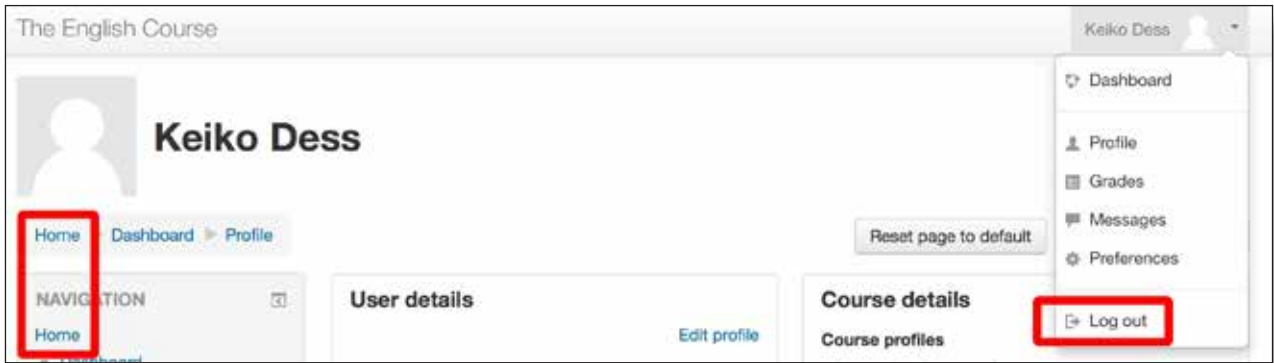 The English Course
Keiko Dess
Dashboard
Keiko Dess
Profile
Grades
Messages
Home Dashboard Profile
Reset page to default
Preferences
NAVIGATION
User details
Course details
Log out
Home
Edit profile
Course profiles
Dashboard